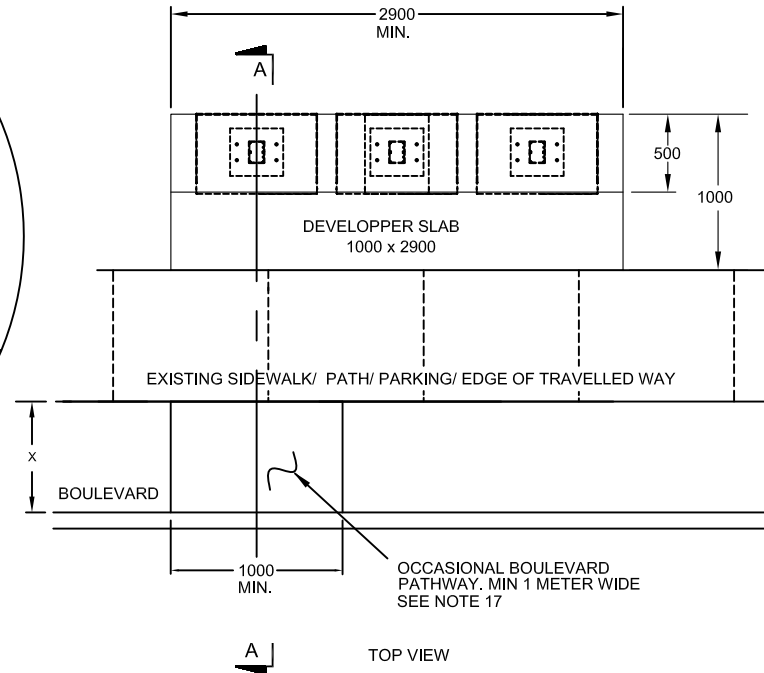 2900
MIN.
A
500
1000
DEVELOPPER SLAB
1000 x 2900
EXISTING SIDEWALK/ PATH/ PARKING/ EDGE OF TRAVELLED WAY
X
BOULEVARD
1000
MIN.
OCCASIONAL BOULEVARD
PATHWAY. MIN 1 METER WIDE
SEE NOTE 17
A
TOP VIEW